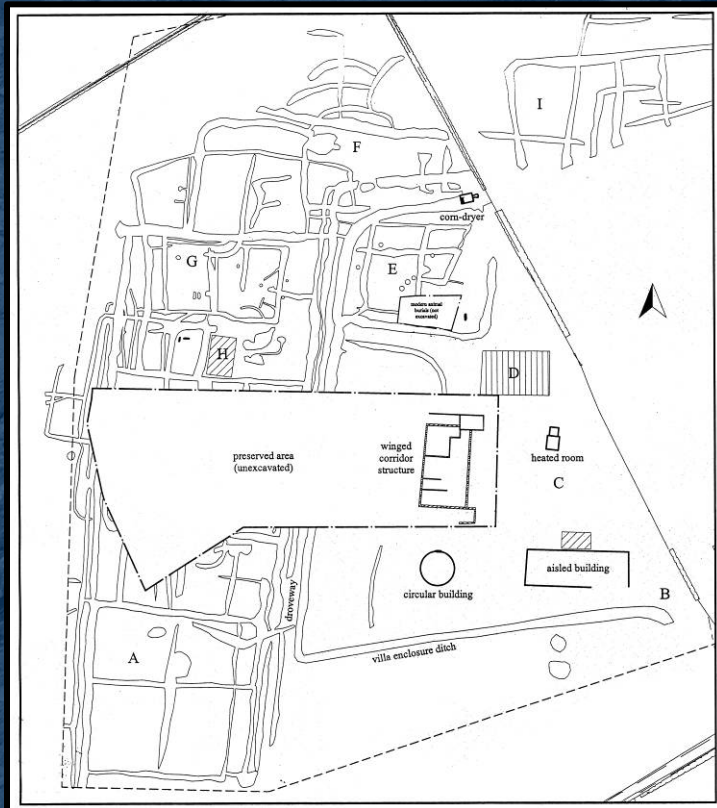 I
F
corn-dryer
G
E
modern animal
burials (not
excavated)
H
D
preserved area
(unexcavated)
winged
corridor
structure
heated room
C
aisled building
circular building
B
droveway
villa enclosure ditch
A